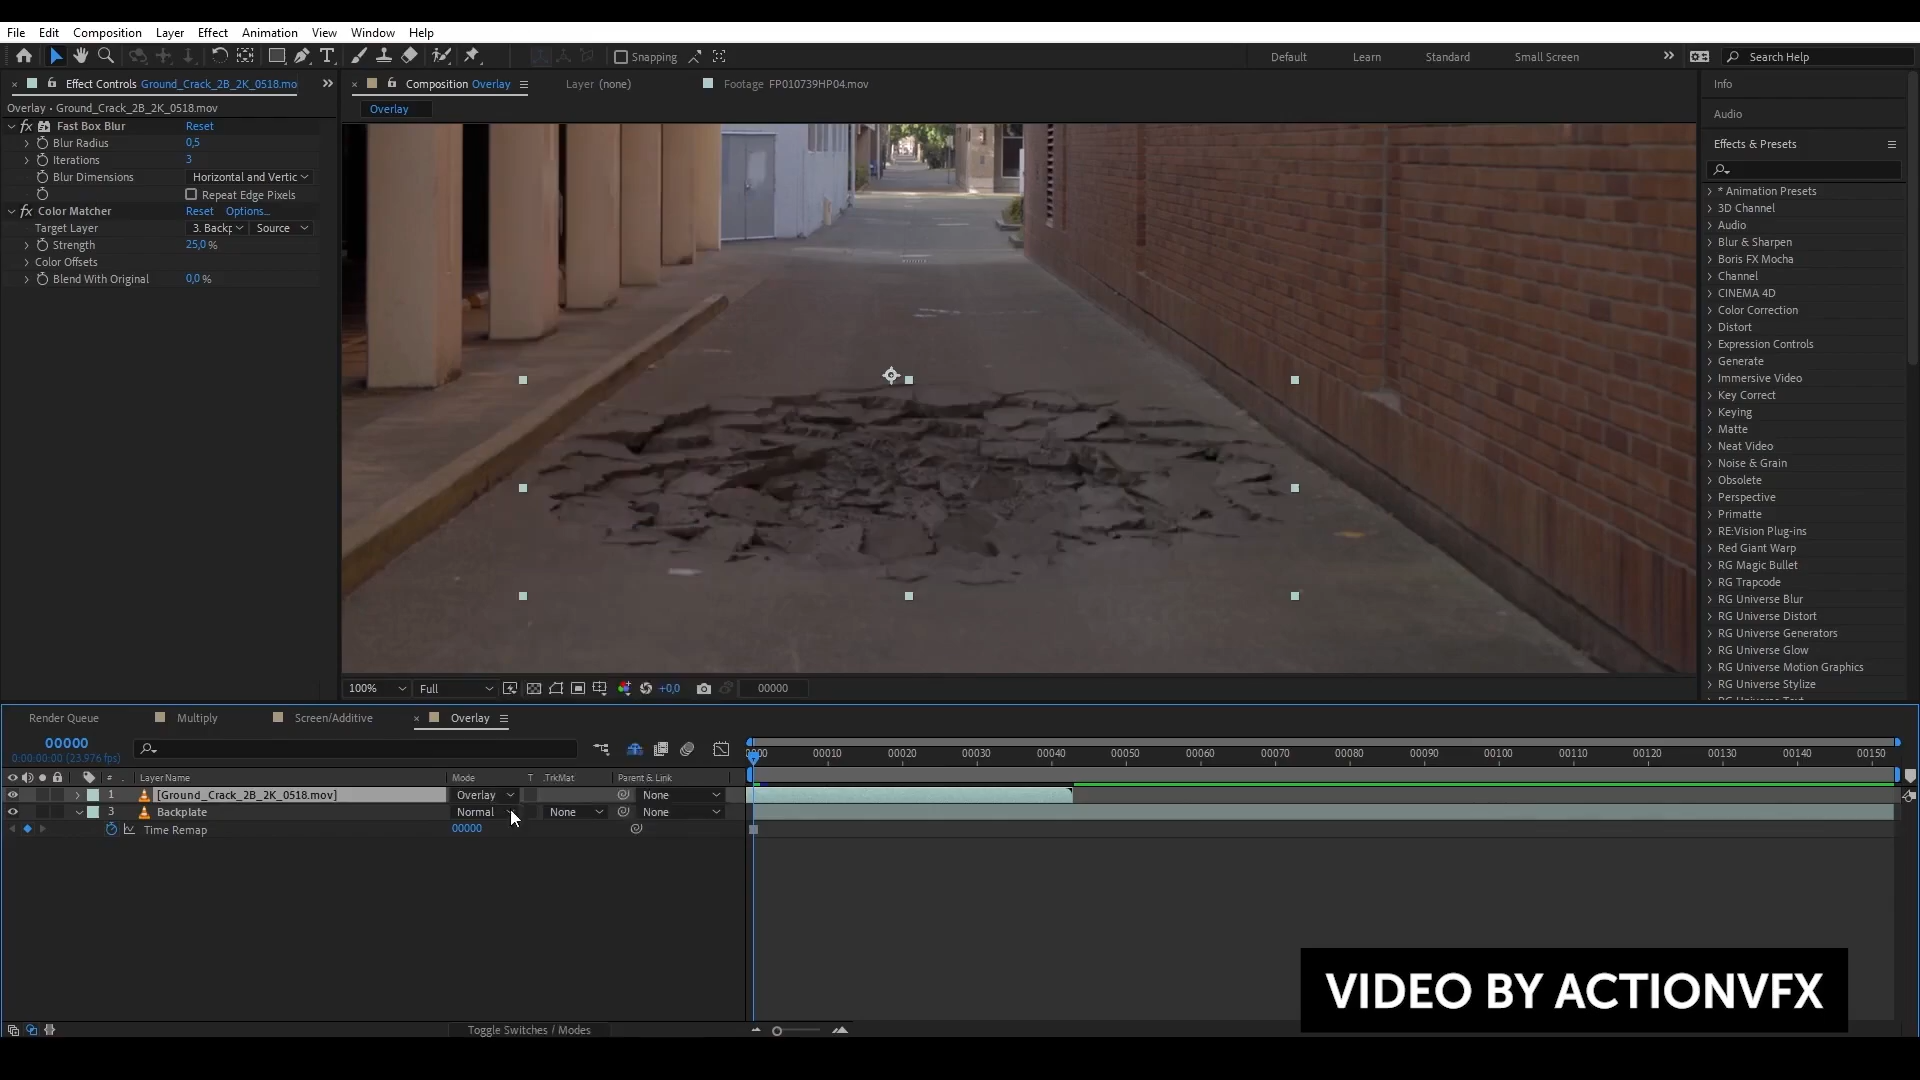 File Edit Composition Layer Effect Animation View Window Help
Snapping
Default Learn Standard Small Screen
Search Help
Effect Controls Ground_Crack_2B_2K_0518.mo
Composition Overlay
Layer (none)
Footage FP010739HP04.mov
Info
Overlay • Ground_Crack_2B_2K_0518.mov
Overlay
Audio
fx Fast Box Blur Reset
Blur Radius 0,5
Iterations 3
Blur Dimensions Horizontal and Vertic
Repeat Edge Pixels
fx Color Matcher Reset Options...
Target Layer 3. Backp Source
Strength 25,0 %
Color Offsets
Blend With Original 0,0 %
Effects & Presets
* Animation Presets
3D Channel
Audio
Blur & Sharpen
Boris FX Mocha
Channel
CINEMA 4D
Color Correction
Distort
Expression Controls
Generate
Immersive Video
Key Correct
Keying
Matte
Neat Video
Noise & Grain
Obsolete
Perspective
Primatte
RE:Vision Plug-ins
Red Giant Warp
RG Magic Bullet
RG Trapcode
RG Universe Blur
RG Universe Distort
RG Universe Generators
RG Universe Glow
RG Universe Motion Graphics
RG Universe Stylize
100% Full +0,0 00000
Render Queue Multiply Screen/Additive Overlay
00000
0:00:00:00 (23.976 fps)
00010 00020 00030 00040 00050 00060 00070 00080 00090 00100 00110 00120 00130 00140 00150
# Layer Name Mode T .TrkMat Parent & Link
1 [Ground_Crack_2B_2K_0518.mov] Overlay None
3 Backplate Normal None None
Time Remap 00000
VIDEO BY ACTIONVFX
Toggle Switches / Modes